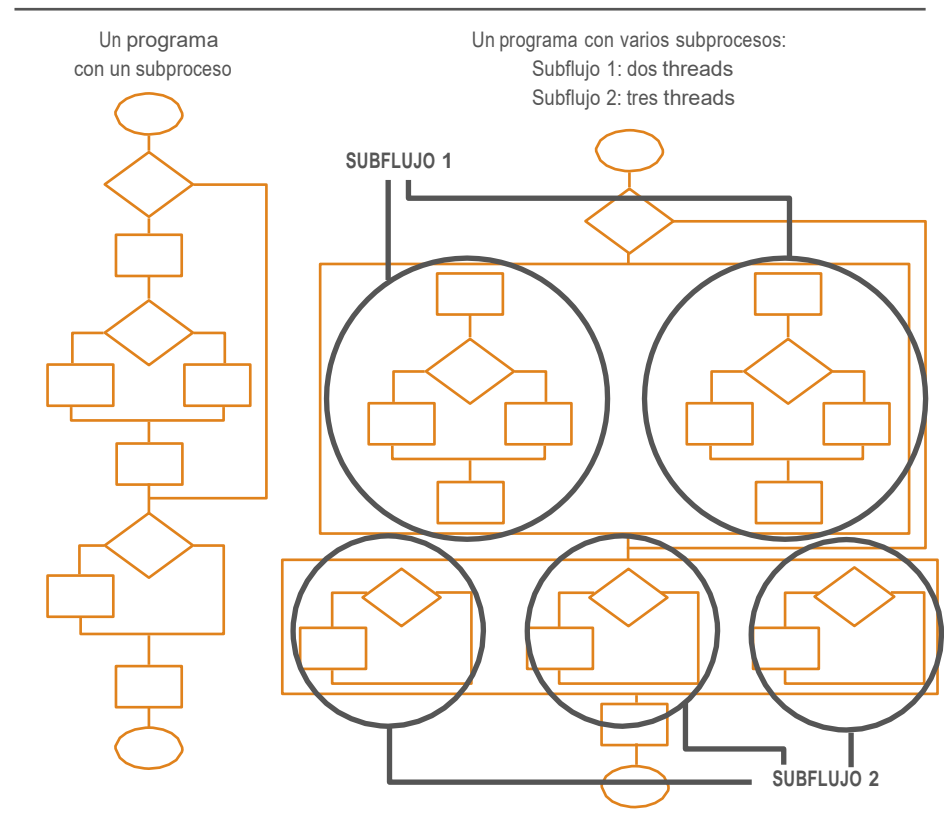 Un programa
con un subproceso
Un programa con varios subprocesos:
Subflujo 1: dos threads
Subflujo 2: tres threads
SUBFLUJO 1
SUBFLUJO 2